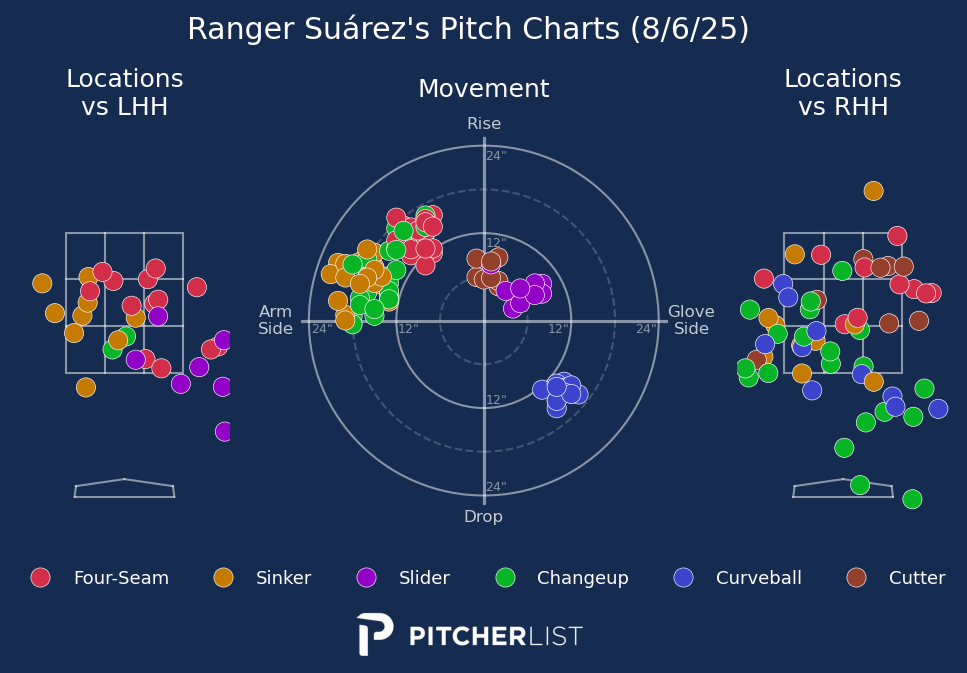 Ranger Suárez's Pitch Charts (8/6/25)
Locations
vs LHH
Movement
Locations
vs RHH
Rise
24"
12"
Arm
Side
24"
12"
12"
24"
Glove
Side
12"
24"
Drop
Four-Seam
Sinker
Slider
Changeup
Curveball
Cutter
PITCHERLIST